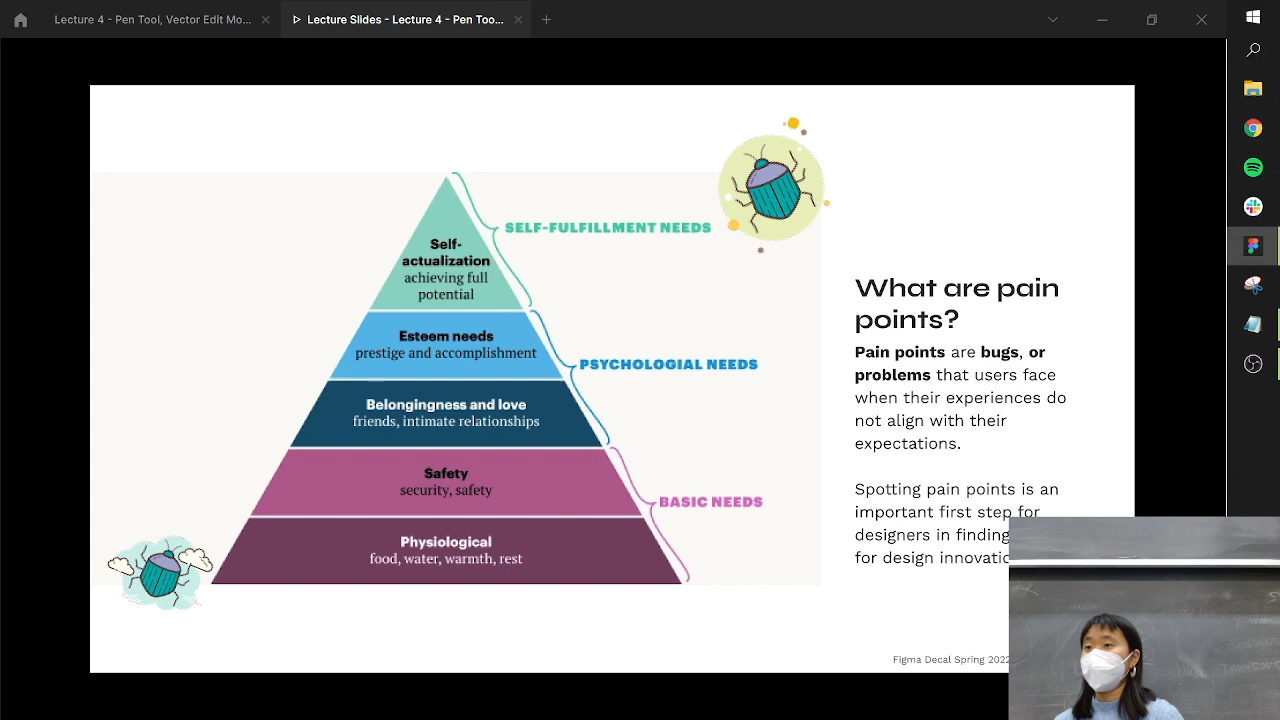 Lecture 4 - Pen Tool, Vector Edit Mo...
Lecture Slides - Lecture 4 - Pen Too...
SELF-FULFILLMENT NEEDS
Self-
actualization
achieving full
potential
Esteem needs
prestige and accomplishment
PSYCHOLOGIAL NEEDS
Belongingness and love
friends, intimate relationships
Safety
security, safety
BASIC NEEDS
Physiological
food, water, warmth, rest
What are pain
points?
Pain points are bugs, or
problems that users face
when their experiences do
not align with their
expectations.
Spotting pain points is an
important first step for
designers in finding
for design innovatio
Figma Decal Spring 2022